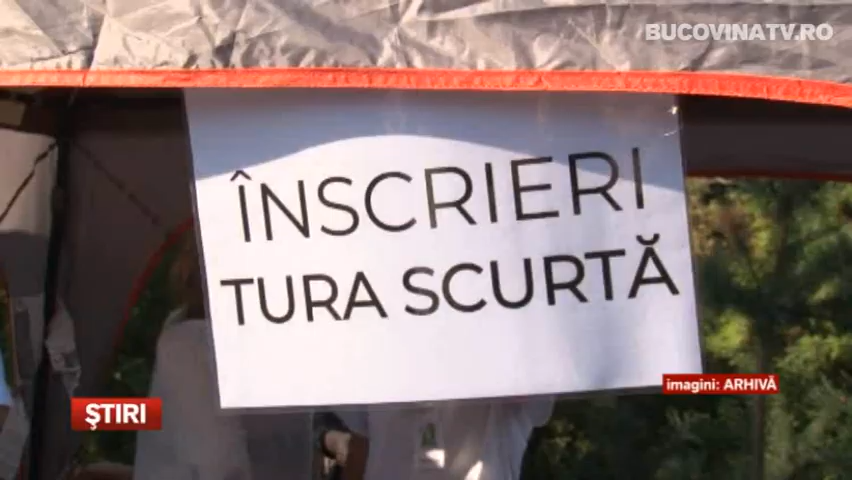 BUCOVINATV.RO
ÎNSCRIERI
TURA SCURTĂ
imagini: ARHIVĂ
ŞTIRI